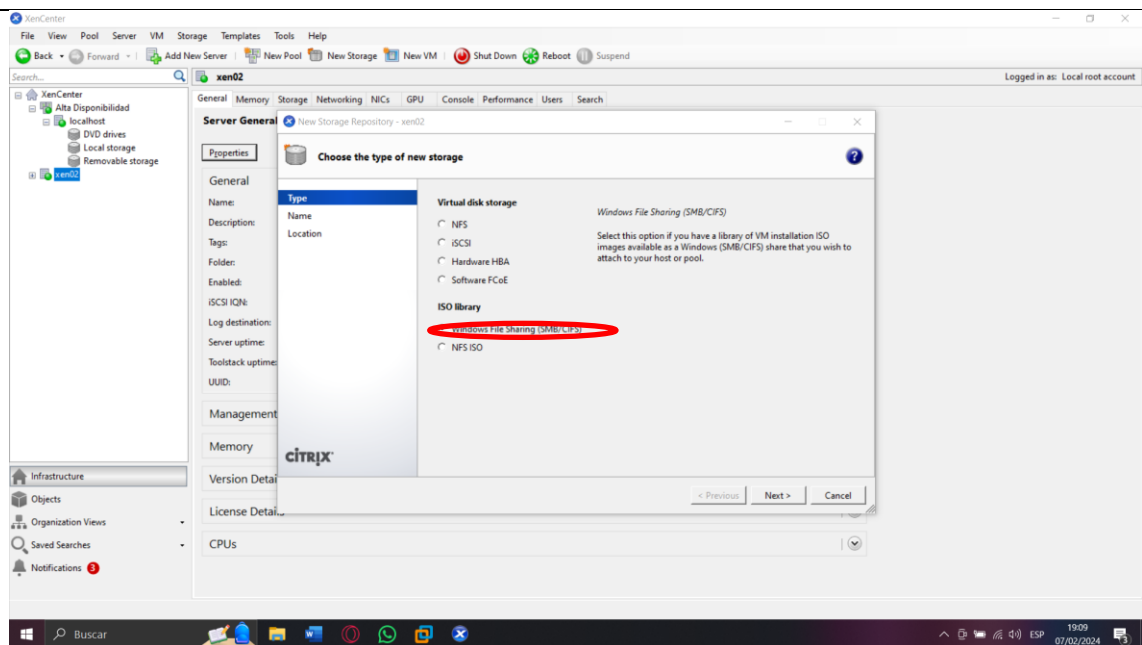 XenCenter
File View Pool Server VM Storage Templates Tools Help
Back Forward Add New Server New Pool New Storage New VM Shut Down Reboot Suspend
Search...
xen02
Logged in as: Local root account
XenCenter
Alta Disponibilidad
localhost
DVD drives
Local storage
Removable storage
xen02
General Memory Storage Networking NICs GPU Console Performance Users Search
Server General
Properties
General
Name:
Description:
Tags:
Folder:
Enabled:
iSCSI IQN:
Log destination:
Server uptime:
Toolstack uptime:
UUID:
Management
Memory
Version Detai
License Details
CPUs
New Storage Repository - xen02
Choose the type of new storage
Type
Name
Location
CITRIX
Virtual disk storage
NFS
iSCSI
Hardware HBA
Software FCoE
ISO library
Windows File Sharing (SMB/CIFS)
NFS ISO
Windows File Sharing (SMB/CIFS)
Select this option if you have a library of VM installation ISO
images available as a Windows (SMB/CIFS) share that you wish to
attach to your host or pool.
< Previous Next > Cancel
Infrastructure
Objects
Organization Views
Saved Searches
Notifications 3
Buscar
ESP
19:09
07/02/2024
3